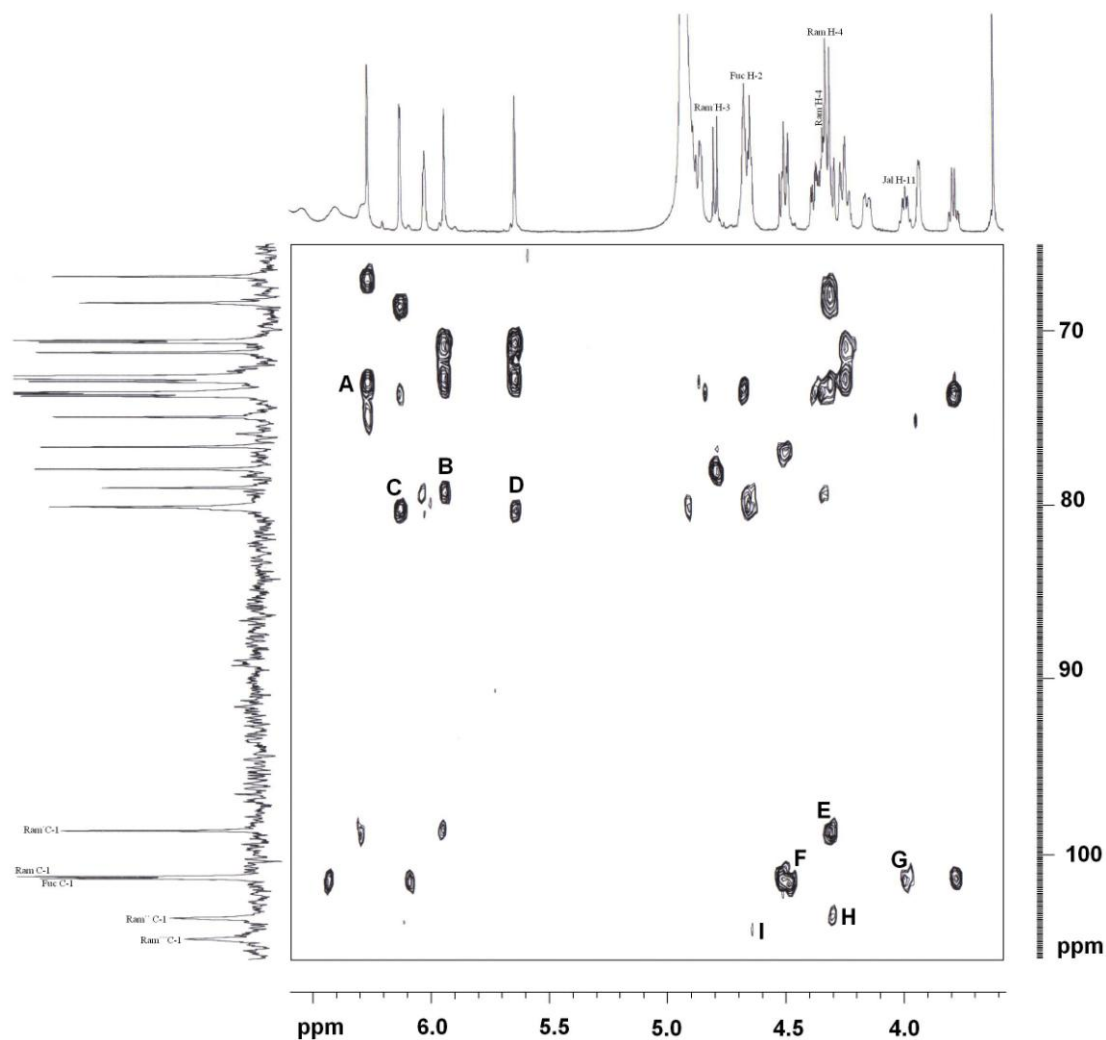 Ram H-4
Fuc H-2
Ram H-3
Ram H-4
Jal H-11
70
A
B
C
D
80
90
E
Ram'C-1
F
G
100
Ram C-1
Fuc C-1
H
Ram'' C-1
I
Ram''' C-1
ppm
ppm
6.0
5.5
5.0
4.5
4.0